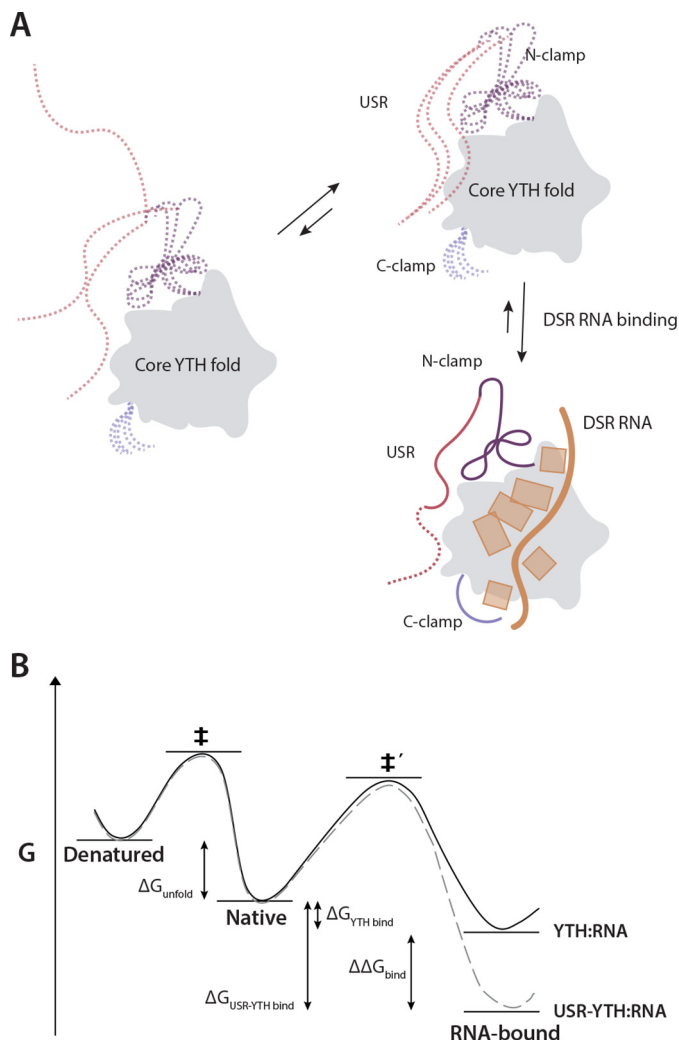 A
N-clamp
USR
Core YTH fold
C-clamp
Core YTH fold
DSR RNA binding
N-clamp
DSR RNA
USR
C-clamp
B
‡
‡′
G
Denatured
ΔGunfold
Native
ΔGYTH bind
YTH:RNA
ΔΔGbind
ΔGUSR-YTH bind
USR-YTH:RNA
RNA-bound